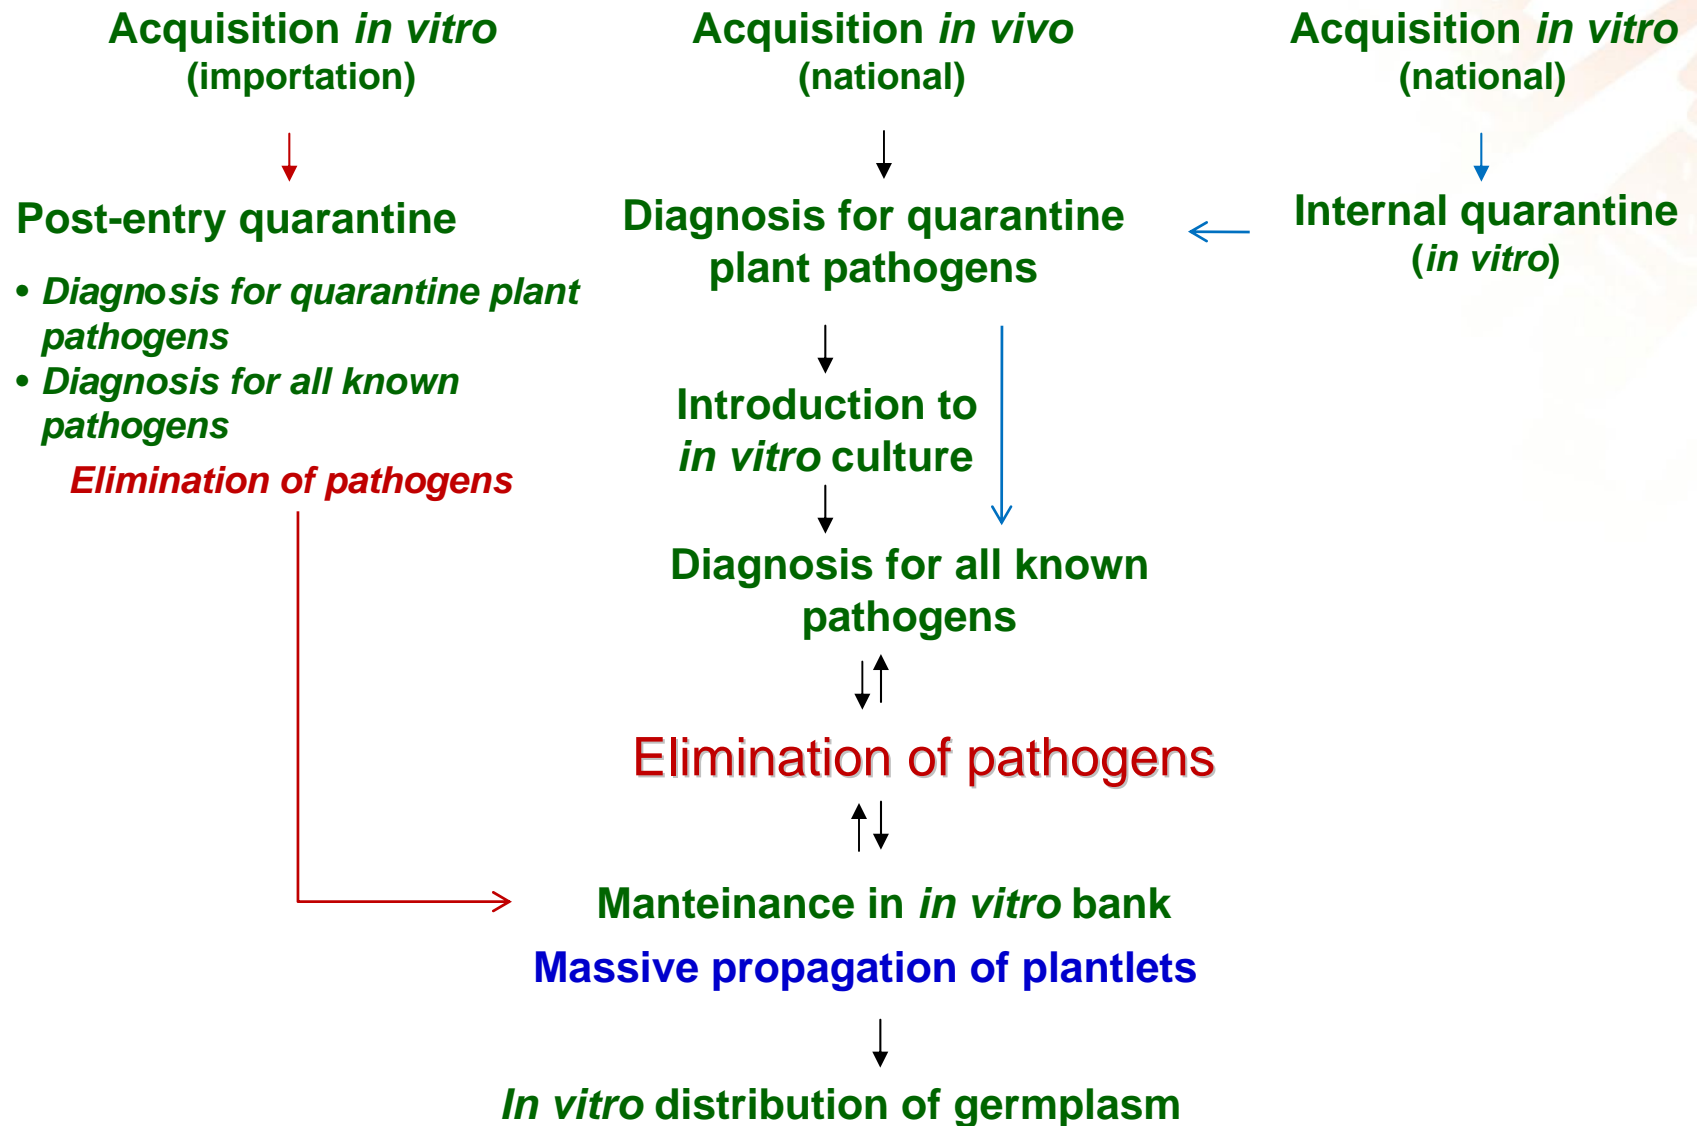 Acquisition in vitro
(importation)
Acquisition in vivo
(national)
Acquisition in vitro
(national)
Post-entry quarantine
• Diagnosis for quarantine plant
pathogens
• Diagnosis for all known
pathogens
Elimination of pathogens
Diagnosis for quarantine
plant pathogens
Internal quarantine
(in vitro)
Introduction to
in vitro culture
Diagnosis for all known
pathogens
Elimination of pathogens
Manteinance in in vitro bank
Massive propagation of plantlets
In vitro distribution of germplasm